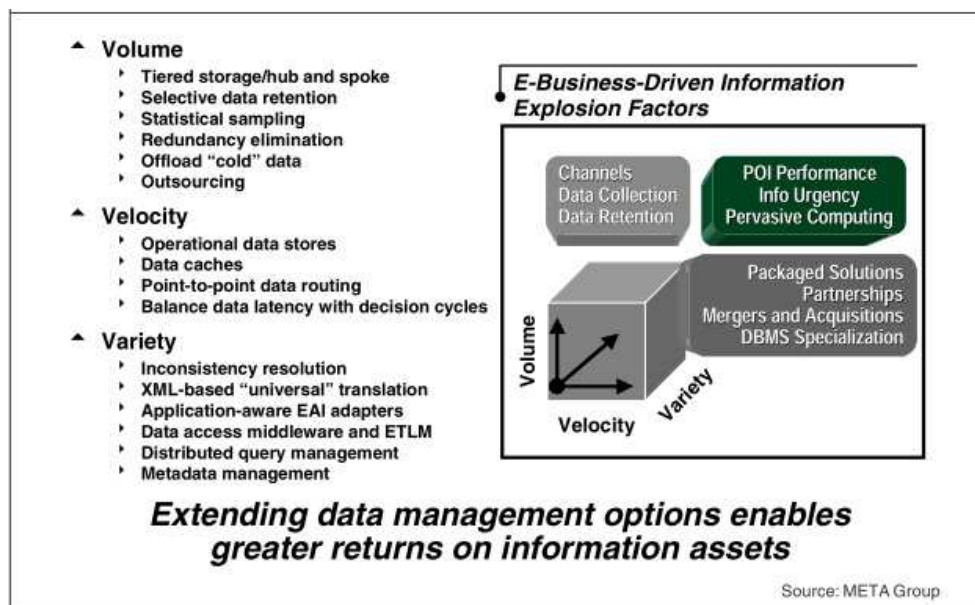 Volume
Tiered storage/hub and spoke
Selective data retention
Statistical sampling
Redundancy elimination
Offload “cold” data
Outsourcing
Velocity
Operational data stores
Data caches
Point-to-point data routing
Balance data latency with decision cycles
Variety
Inconsistency resolution
XML-based “universal” translation
Application-aware EAI adapters
Data access middleware and ETLM
Distributed query management
Metadata management
E-Business-Driven Information
Explosion Factors
Channels
Data Collection
Data Retention
POI Performance
Info Urgency
Pervasive Computing
Packaged Solutions
Partnerships
Mergers and Acquisitions
DBMS Specialization
Volume
Velocity
Variety
Extending data management options enables
greater returns on information assets
Source: META Group